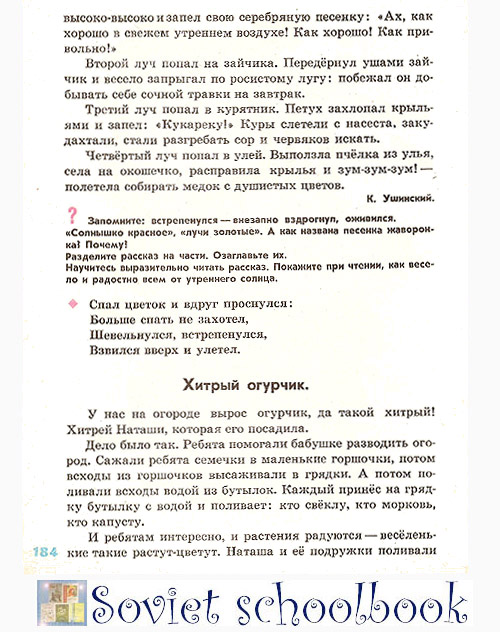 высоко-высоко и запел свою серебряную песенку: «Ах, как
хорошо в свежем утреннем воздухе! Как хорошо! Как при-
вольно!»
Второй луч попал на зайчика. Передёрнул ушами зай-
чик и весело запрыгал по росистому лугу: побежал он до-
бывать себе сочной травки на завтрак.
Третий луч попал в курятник. Петух захлопал крыль-
ями и запел: «Кукареку!» Куры слетели с насеста, заку-
дахтали, стали разгребать сор и червяков искать.
Четвёртый луч попал в улей. Выползла пчёлка из улья,
села на окошечко, расправила крылья и зум-зум-зум! —
полетела собирать медок с душистых цветов.
К. Ушинский.
? Запомните: встрепенулся — внезапно вздрогнул, оживился.
«Солнышко красное», «лучи золотые». А как названа песенка жаворон-
ка? Почему?
Разделите рассказ на части. Озаглавьте их.
Научитесь выразительно читать рассказ. Покажите при чтении, как весе-
ло и радостно всем от утреннего солнца.
Спал цветок и вдруг проснулся:
Больше спать не захотел,
Шевельнулся, встрепенулся,
Взвился вверх и улетел.
Хитрый огурчик.
У нас на огороде вырос огурчик, да такой хитрый!
Хитрей Наташи, которая его посадила.
Дело было так. Ребята помогали бабушке разводить ого-
род. Сажали ребята семечки в маленькие горшочки, потом
всходы из горшочков высаживали в грядки. А потом по-
ливали всходы водой из бутылок. Каждый принёс на гряд-
ку бутылку с водой и поливает: кто свёклу, кто морковь,
кто капусту.
И ребятам интересно, и растения радуются — весёлень-
184 кие такие растут-цветут. Наташа и её подружки поливали
Soviet schoolbook